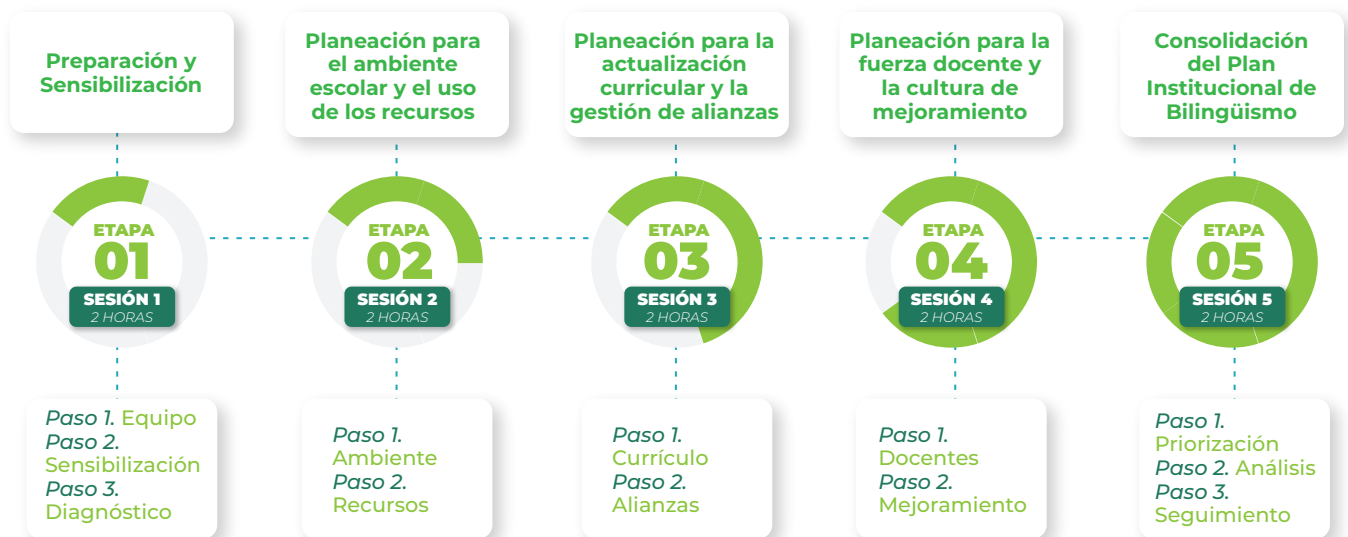 Preparación y
Sensibilización
Planeación para
el ambiente
escolar y el uso
de los recursos
Planeación para la
actualización
curricular y la
gestión de alianzas
Planeación para la
fuerza docente y
la cultura de
mejoramiento
Consolidación
del Plan
Institucional de
Bilingüismo
ETAPA
01
SESIÓN 1
2 HORAS
ETAPA
02
SESIÓN 2
2 HORAS
ETAPA
03
SESIÓN 3
2 HORAS
ETAPA
04
SESIÓN 4
2 HORAS
ETAPA
05
SESIÓN 5
2 HORAS
Paso 1. Equipo
Paso 2.
Sensibilización
Paso 3.
Diagnóstico
Paso 1.
Ambiente
Paso 2.
Recursos
Paso 1.
Currículo
Paso 2.
Alianzas
Paso 1.
Docentes
Paso 2.
Mejoramiento
Paso 1.
Priorización
Paso 2. Análisis
Paso 3.
Seguimiento